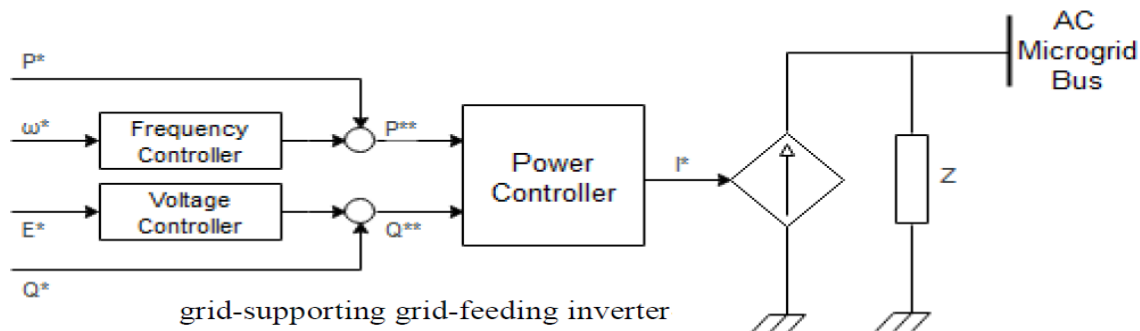 AC
Microgrid
Bus
P*
ω*
Frequency
Controller
P**
Power
Controller
I*
Z
Voltage
Controller
E*
Q**
Q*
grid-supporting grid-feeding inverter